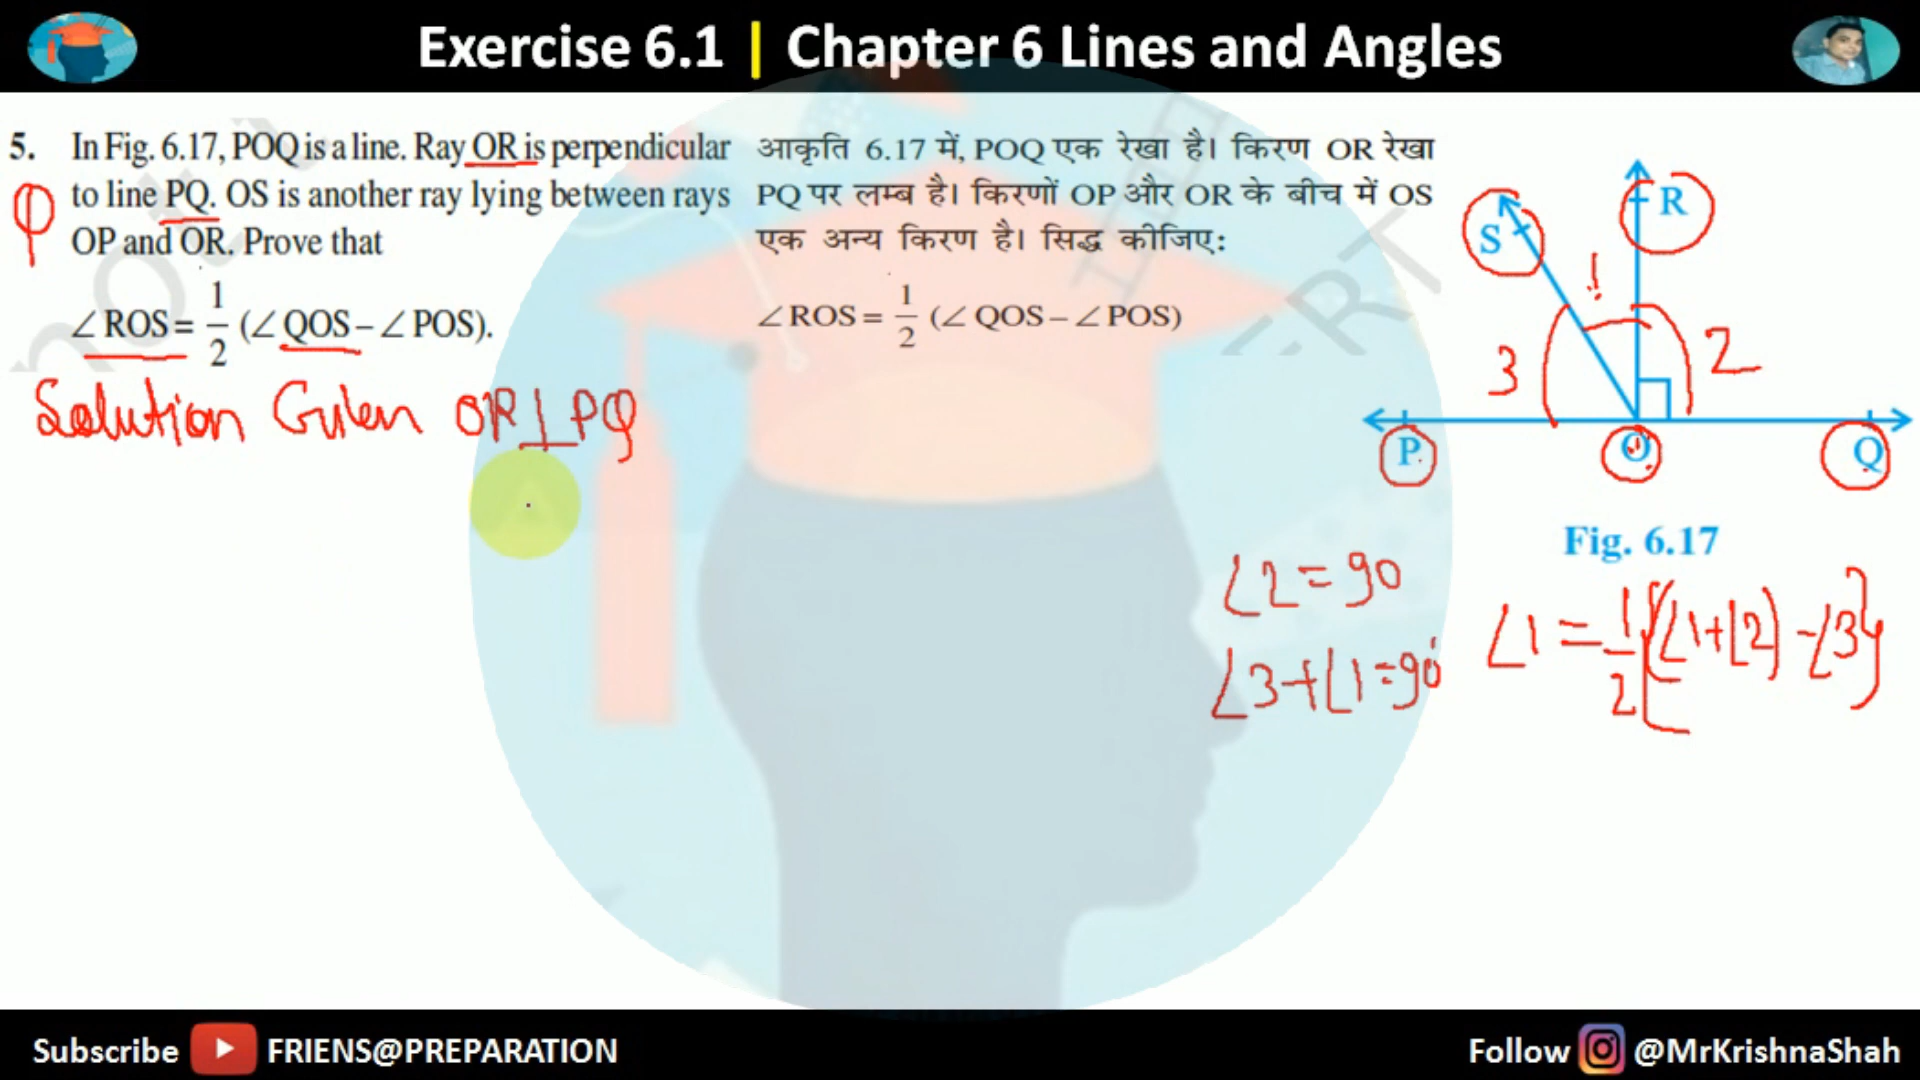 Exercise 6.1 | Chapter 6 Lines and Angles
5. In Fig. 6.17, POQ is a line. Ray OR is perpendicular
to line PQ. OS is another ray lying between rays
OP and OR. Prove that
∠ROS = 1/2 (∠QOS – ∠POS).
आकृति 6.17 में, POQ एक रेखा है। किरण OR रेखा
PQ पर लम्ब है। किरणों OP और OR के बीच में OS
एक अन्य किरण है। सिद्ध कीजिए:
∠ROS = 1/2 (∠QOS – ∠POS)
Solution Given OR⊥PQ
S R
1
3 2
P O Q
Fig. 6.17
∠2=90
∠3+∠1=90°
∠1=1/2{(∠1+∠2)-∠3}
Subscribe FRIENS@PREPARATION
Follow @MrKrishnaShah